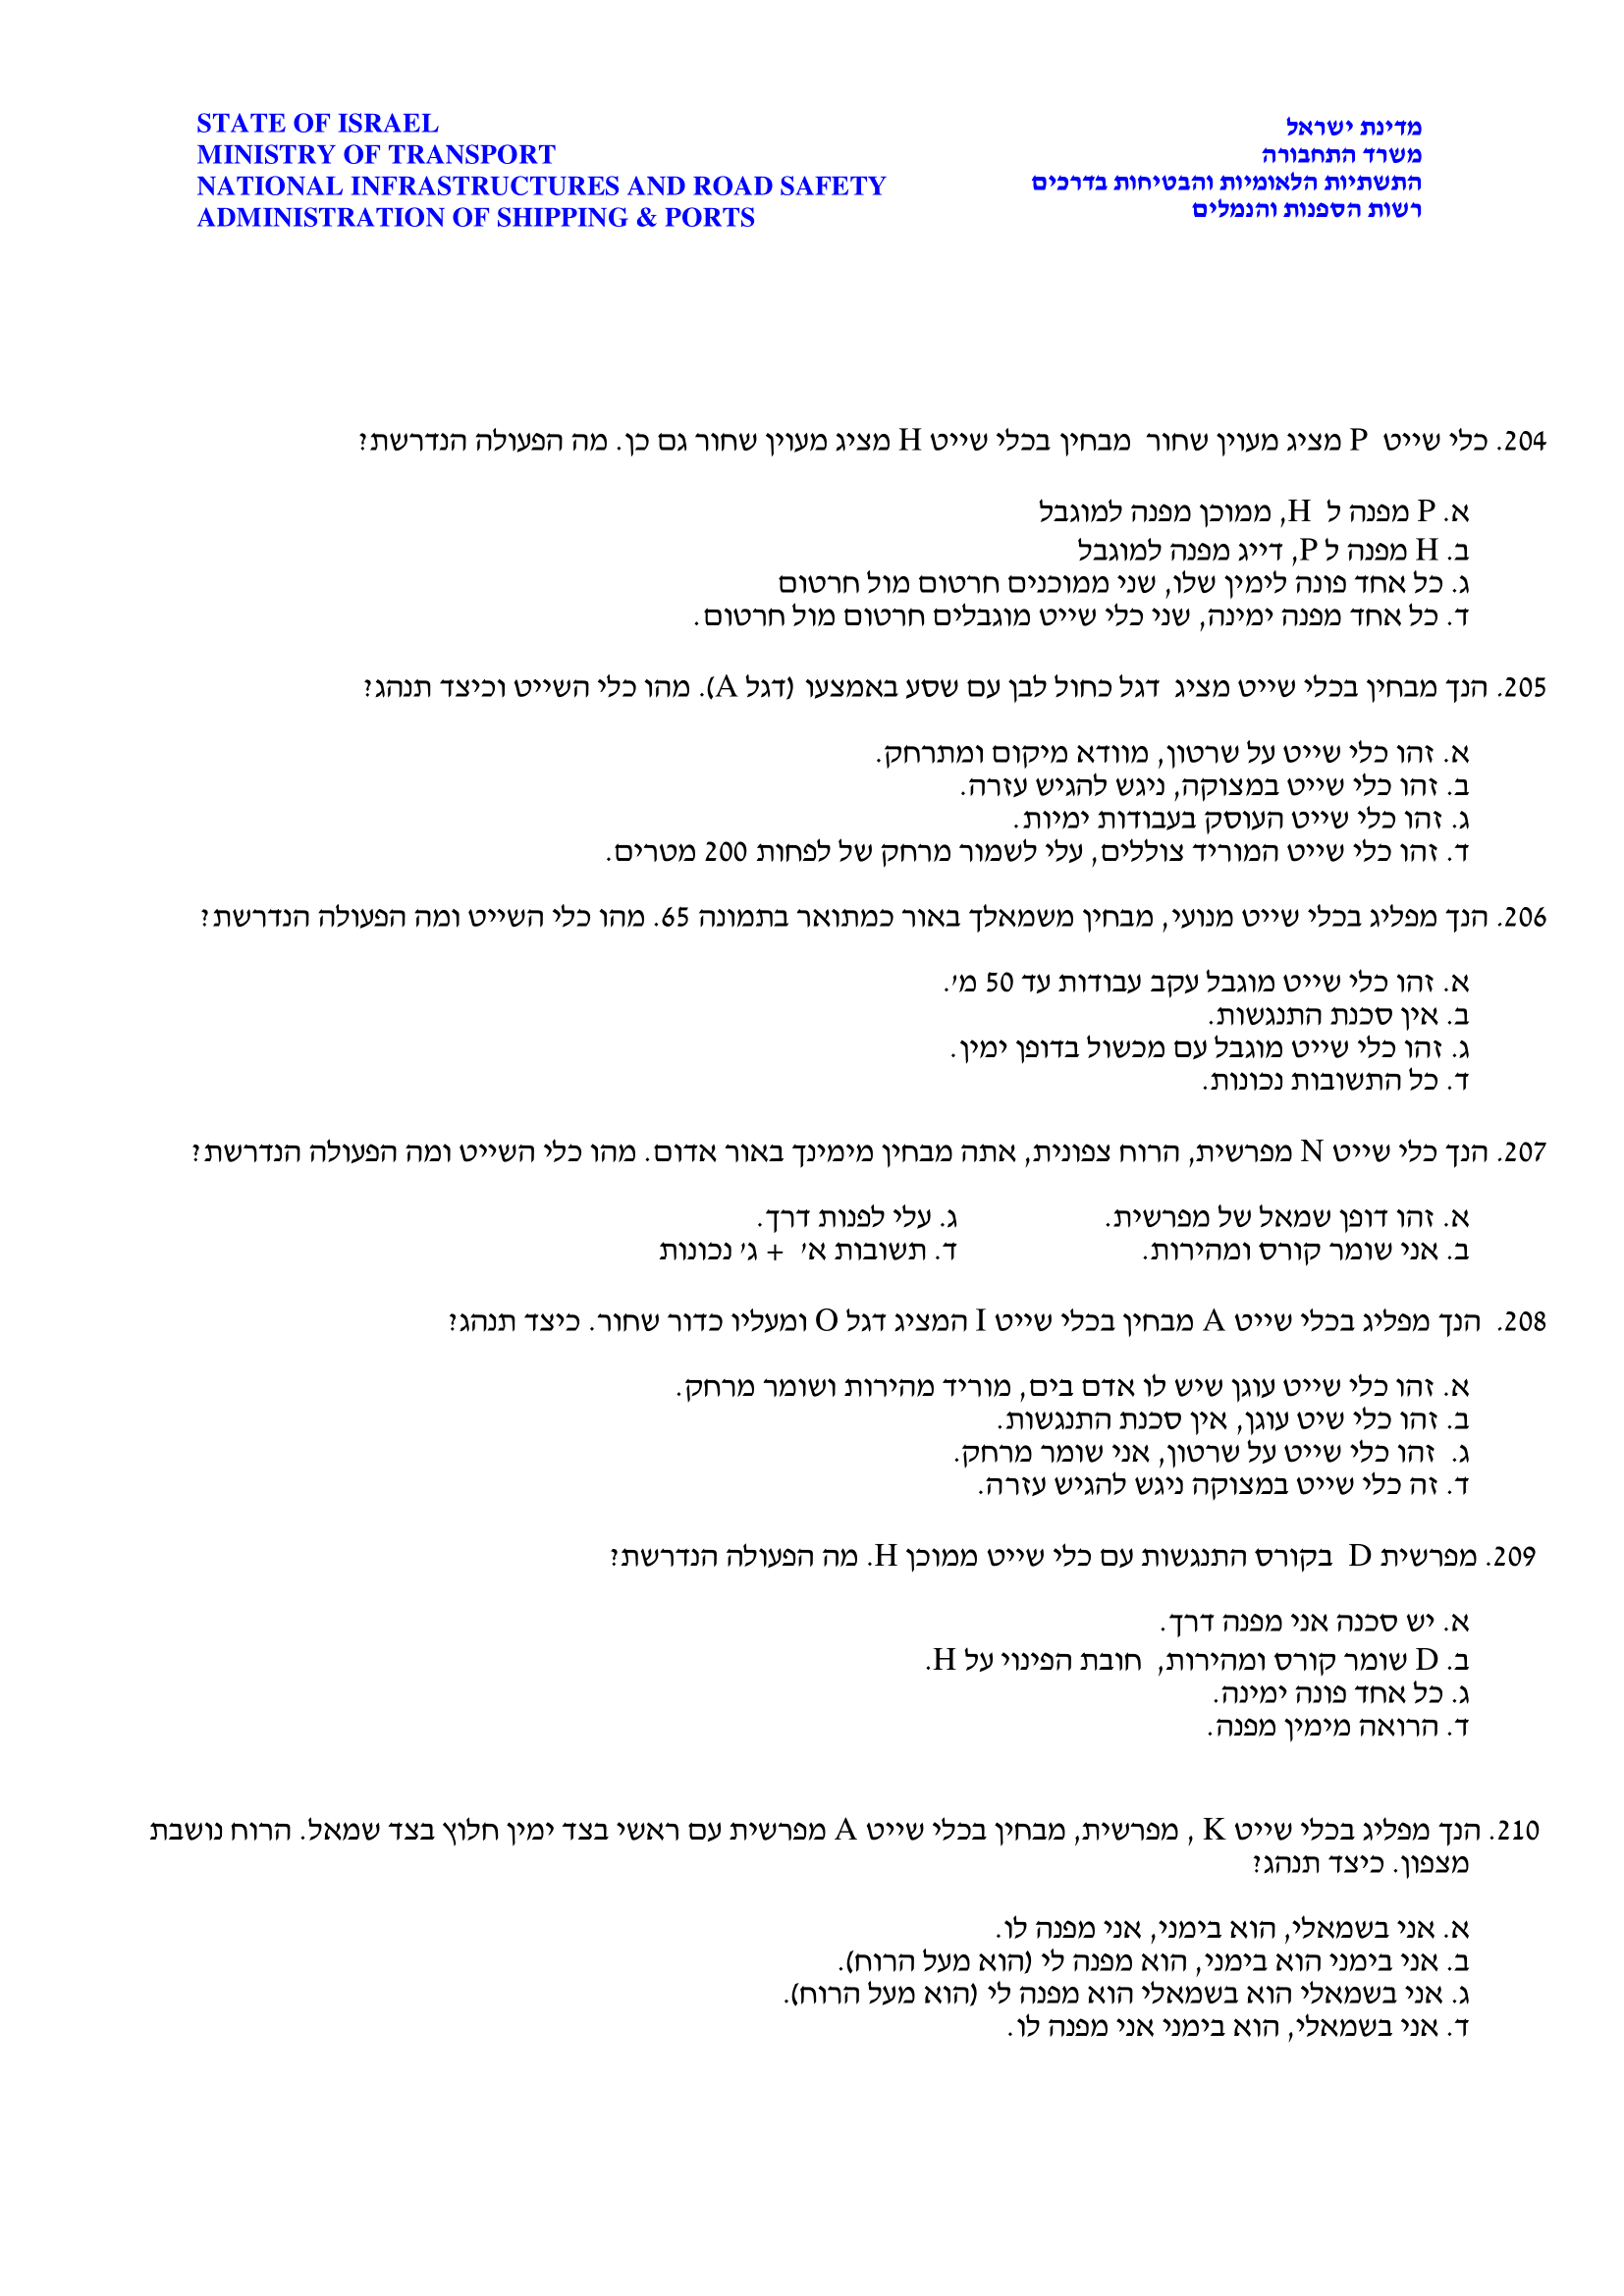 STATE OF ISRAEL
MINISTRY OF TRANSPORT
NATIONAL INFRASTRUCTURES AND ROAD SAFETY
ADMINISTRATION OF SHIPPING & PORTS
מדינת ישראל
משרד התחבורה
התשתיות הלאומיות והבטיחות בדרכים
רשות הספנות והנמלים
204. כלי שייט P מציג מעוין שחור מבחין בכלי שייט H מציג מעוין שחור גם כן. מה הפעולה הנדרשת?
א. P מפנה ל H, ממוכן מפנה למוגבל
ב. H מפנה ל P, דייג מפנה למוגבל
ג. כל אחד פונה לימין שלו, שני ממוכנים חרטום מול חרטום
ד. כל אחד מפנה ימינה, שני כלי שייט מוגבלים חרטום מול חרטום.
205. הנך מבחין בכלי שייט מציג דגל כחול לבן עם שסע באמצעו (דגל A). מהו כלי השייט וכיצד תנהג?
א. זהו כלי שייט על שרטון, מוודא מיקום ומתרחק.
ב. זהו כלי שייט במצוקה, ניגש להגיש עזרה.
ג. זהו כלי שייט העוסק בעבודות ימיות.
ד. זהו כלי שייט המוריד צוללים, עלי לשמור מרחק של לפחות 200 מטרים.
206. הנך מפליג בכלי שייט מנועי, מבחין משמאלך באור כמתואר בתמונה 65. מהו כלי השייט ומה הפעולה הנדרשת?
א. זהו כלי שייט מוגבל עקב עבודות עד 50 מ'.
ב. אין סכנת התנגשות.
ג. זהו כלי שייט מוגבל עם מכשול בדופן ימין.
ד. כל התשובות נכונות.
207. הנך כלי שייט N מפרשית, הרוח צפונית, אתה מבחין מימינך באור אדום. מהו כלי השייט ומה הפעולה הנדרשת?
א. זהו דופן שמאל של מפרשית. ג. עלי לפנות דרך.
ב. אני שומר קורס ומהירות. ד. תשובות א' + ג' נכונות
208. הנך מפליג בכלי שייט A מבחין בכלי שייט I המציג דגל O ומעליו כדור שחור. כיצד תנהג?
א. זהו כלי שייט עוגן שיש לו אדם בים, מוריד מהירות ושומר מרחק.
ב. זהו כלי שיט עוגן, אין סכנת התנגשות.
ג. זהו כלי שייט על שרטון, אני שומר מרחק.
ד. זה כלי שייט במצוקה ניגש להגיש עזרה.
209. מפרשית D בקורס התנגשות עם כלי שייט ממוכן H. מה הפעולה הנדרשת?
א. יש סכנה אני מפנה דרך.
ב. D שומר קורס ומהירות, חובת הפינוי על H.
ג. כל אחד פונה ימינה.
ד. הרואה מימין מפנה.
210. הנך מפליג בכלי שייט K , מפרשית, מבחין בכלי שייט A מפרשית עם ראשי בצד ימין חלוץ בצד שמאל. הרוח נושבת
מצפון. כיצד תנהג?
א. אני בשמאלי, הוא בימני, אני מפנה לו.
ב. אני בימני הוא בימני, הוא מפנה לי (הוא מעל הרוח).
ג. אני בשמאלי הוא בשמאלי הוא מפנה לי (הוא מעל הרוח).
ד. אני בשמאלי, הוא בימני אני מפנה לו.